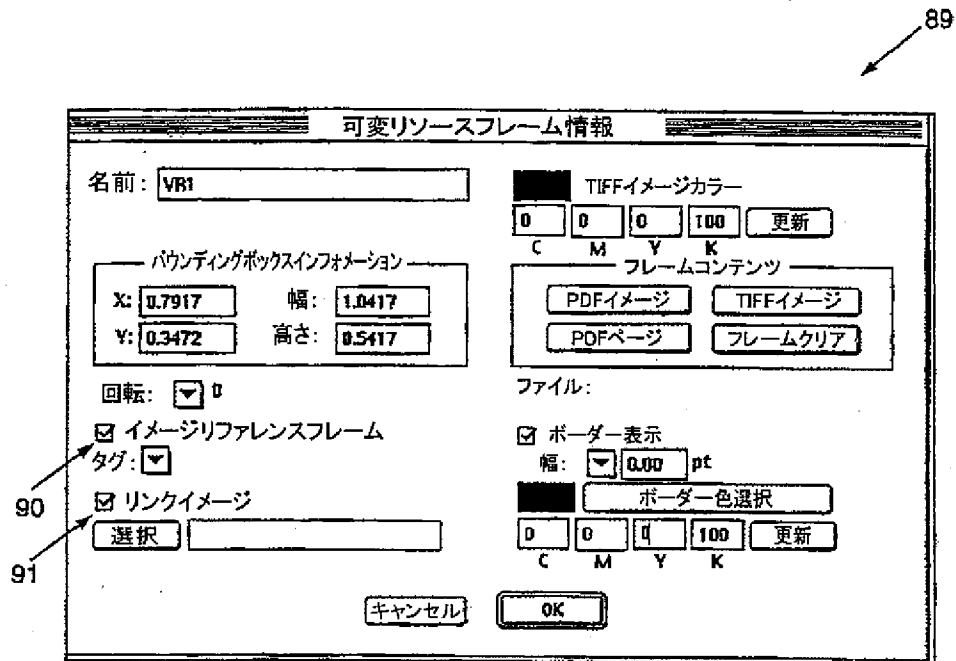 89
可変リソースフレーム情報
名前: VB1
TIFFイメージカラー
0 0 0 100 更新
C M Y K
バウンディングボックスインフォメーション
X: 0.7917 幅: 1.0417
Y: 0.3472 高さ: 0.5417
フレームコンテンツ
PDFイメージ TIFFイメージ
PDFページ フレームクリア
回転: 0
ファイル:
イメージリファレンスフレーム
タグ:
90
リンクイメージ
選択
91
ボーダー表示
幅: 0.00 pt
ボーダー色選択
0 0 0 100 更新
C M Y K
キャンセル OK